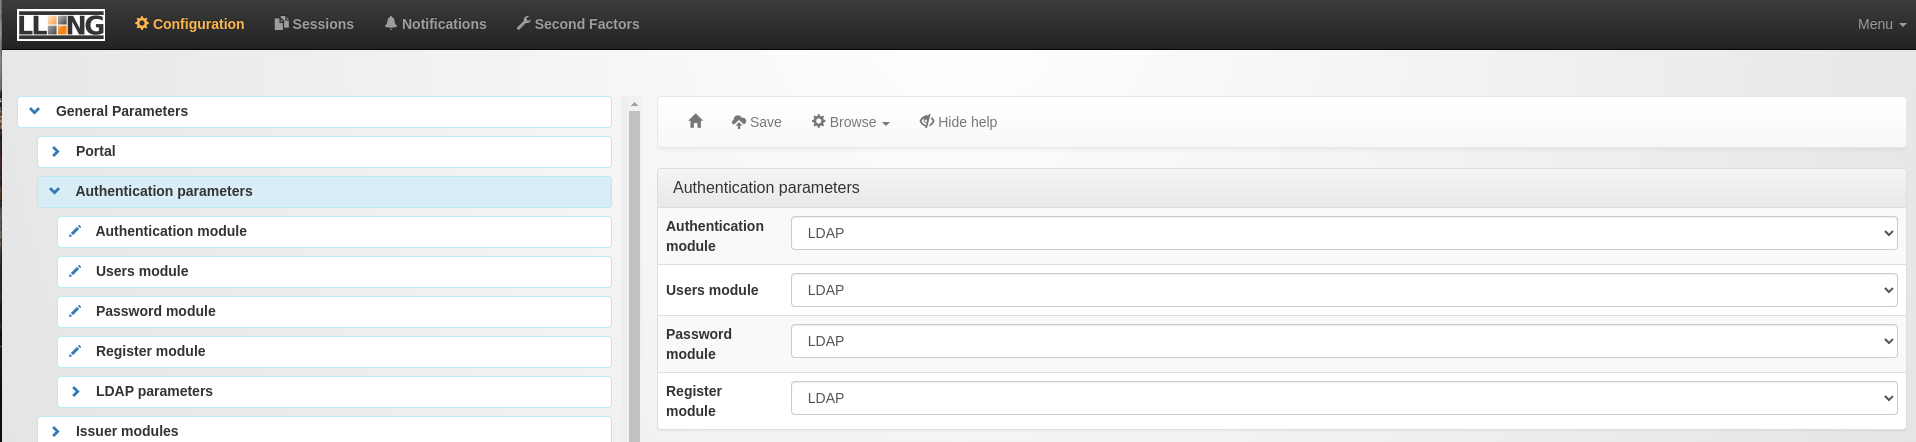 LL::NG Configuration Sessions Notifications Second Factors Menu
General Parameters
Portal
Authentication parameters
Authentication module
Users module
Password module
Register module
LDAP parameters
Issuer modules
Save Browse Hide help
Authentication parameters
Authentication
module
LDAP
Users module
LDAP
Password
module
LDAP
Register
module
LDAP